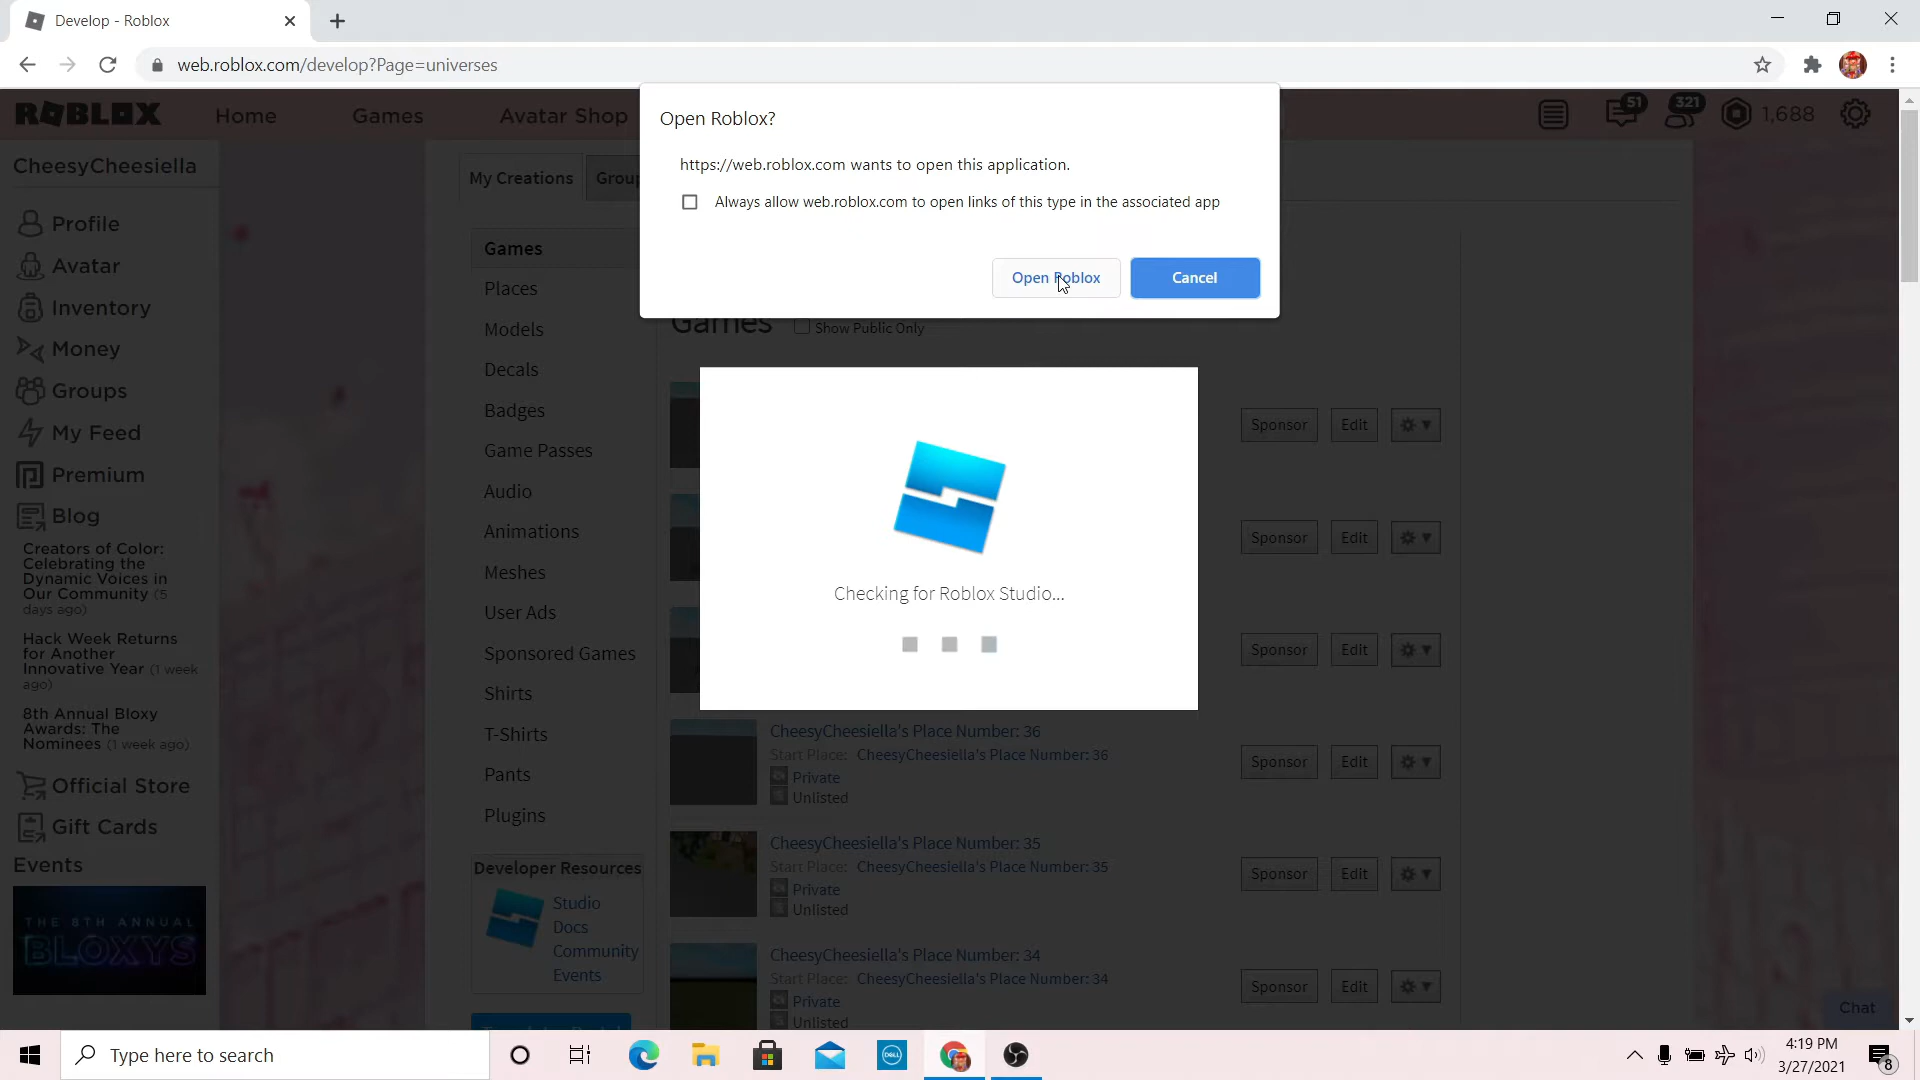 Develop - Roblox
web.roblox.com/develop?Page=universes
Open Roblox?
https://web.roblox.com wants to open this application.
Always allow web.roblox.com to open links of this type in the associated app
Open Roblox
Cancel
ROBLOX
Home
Games
Avatar Shop
51
321
1,688
CheesyCheesiella
Profile
Avatar
Inventory
Money
Groups
My Feed
Premium
Blog
Creators of Color:
Celebrating the
Dynamic Voices in
Our Community (5
days ago)
Hack Week Returns
for Another
Innovative Year (1 week
ago)
8th Annual Bloxy
Awards: The
Nominees (1 week ago)
Official Store
Gift Cards
Events
THE 8TH ANNUAL
BLOXYS
My Creations
Games
Places
Models
Decals
Badges
Game Passes
Audio
Animations
Meshes
User Ads
Sponsored Games
Shirts
T-Shirts
Pants
Plugins
Developer Resources
Studio
Docs
Community
Events
Games
Show Public Only
Checking for Roblox Studio...
Sponsor
Edit
Sponsor
Edit
Sponsor
Edit
CheesyCheesiella's Place Number: 36
Start Place: CheesyCheesiella's Place Number: 36
Private
Unlisted
Sponsor
Edit
CheesyCheesiella's Place Number: 35
Start Place: CheesyCheesiella's Place Number: 35
Private
Unlisted
Sponsor
Edit
CheesyCheesiella's Place Number: 34
Start Place: CheesyCheesiella's Place Number: 34
Private
Unlisted
Sponsor
Edit
Chat
Type here to search
DELL
4:19 PM
3/27/2021
8